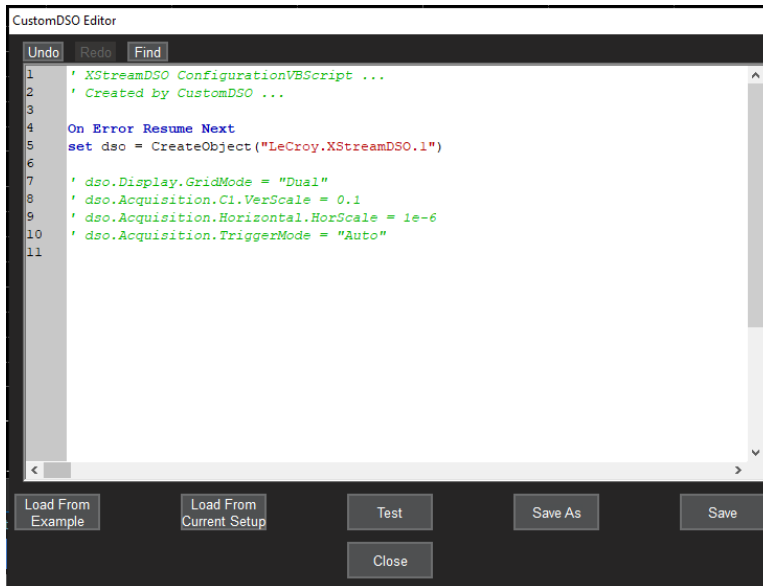 CustomDSO Editor
Undo Redo Find
1 ' XStreamDSO ConfigurationVBScript ...
2 ' Created by CustomDSO ...
3
4 On Error Resume Next
5 set dso = CreateObject("LeCroy.XStreamDSO.1")
6
7 ' dso.Display.GridMode = "Dual"
8 ' dso.Acquisition.C1.VerScale = 0.1
9 ' dso.Acquisition.Horizontal.HorScale = 1e-6
10 ' dso.Acquisition.TriggerMode = "Auto"
11
Load From
Example
Load From
Current Setup
Test
Save As
Save
Close